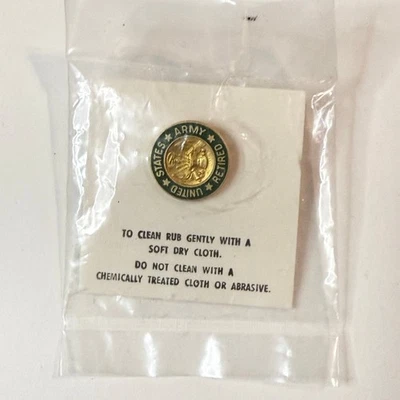 UNITED ★ STATES ★ ARMY ★ RETIRED ★
TO CLEAN RUB GENTLY WITH A
SOFT DRY CLOTH.
DO NOT CLEAN WITH A
CHEMICALLY TREATED CLOTH OR ABRASIVE.